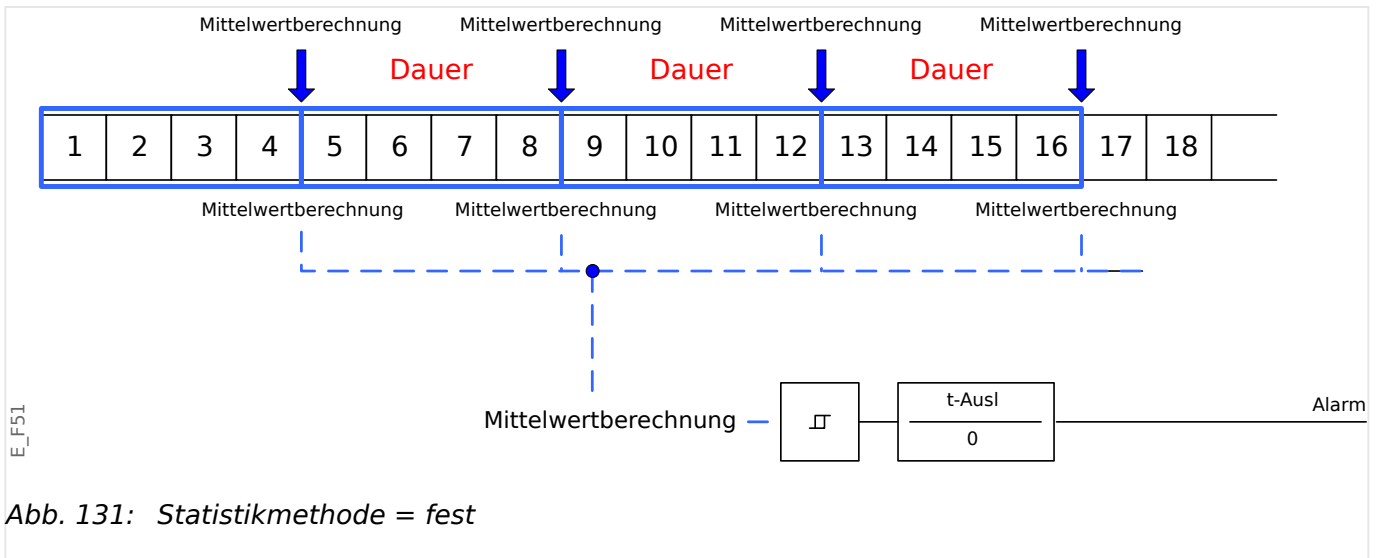 Mittelwertberechnung Mittelwertberechnung Mittelwertberechnung Mittelwertberechnung
Dauer Dauer Dauer
1 2 3 4 5 6 7 8 9 10 11 12 13 14 15 16 17 18
Mittelwertberechnung Mittelwertberechnung Mittelwertberechnung Mittelwertberechnung
Mittelwertberechnung
t-Ausl
0
Alarm
E_F51
Abb. 131: Statistikmethode = fest